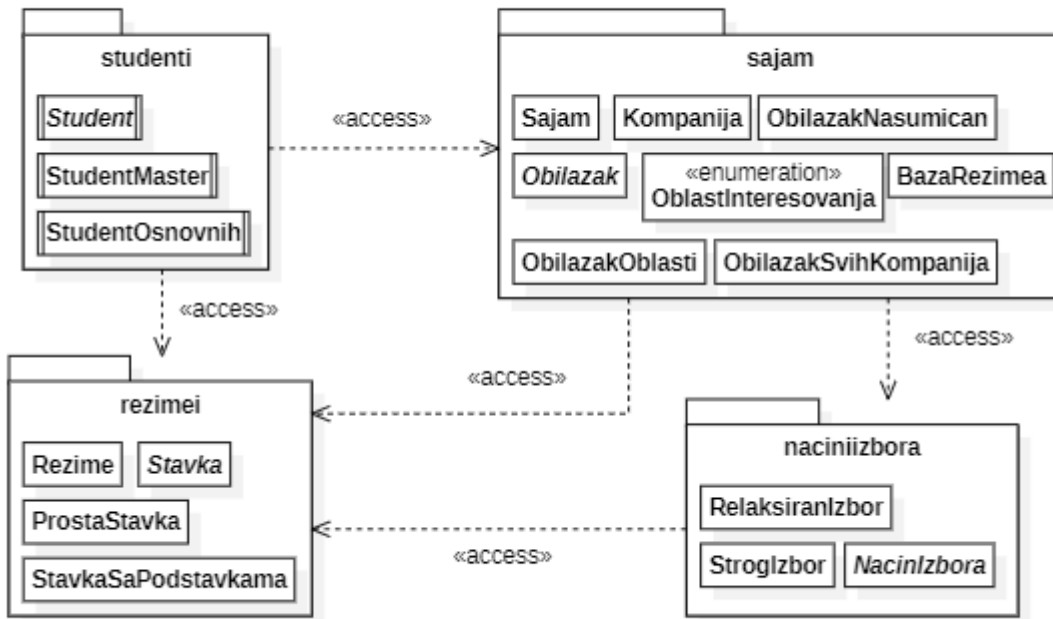 studenti
Student
StudentMaster
StudentOsnovnih
«access»
sajam
Sajam
Kompanija
ObilazakNasumican
Obilazak
«enumeration»
OblastInteresovanja
BazaRezimea
ObilazakOblasti
ObilazakSvihKompanija
«access»
«access»
«access»
rezimei
Rezime
Stavka
ProstaStavka
StavkaSaPodstavkama
«access»
naciniizbora
RelaksiranIzbor
StrogIzbor
NacinIzbora